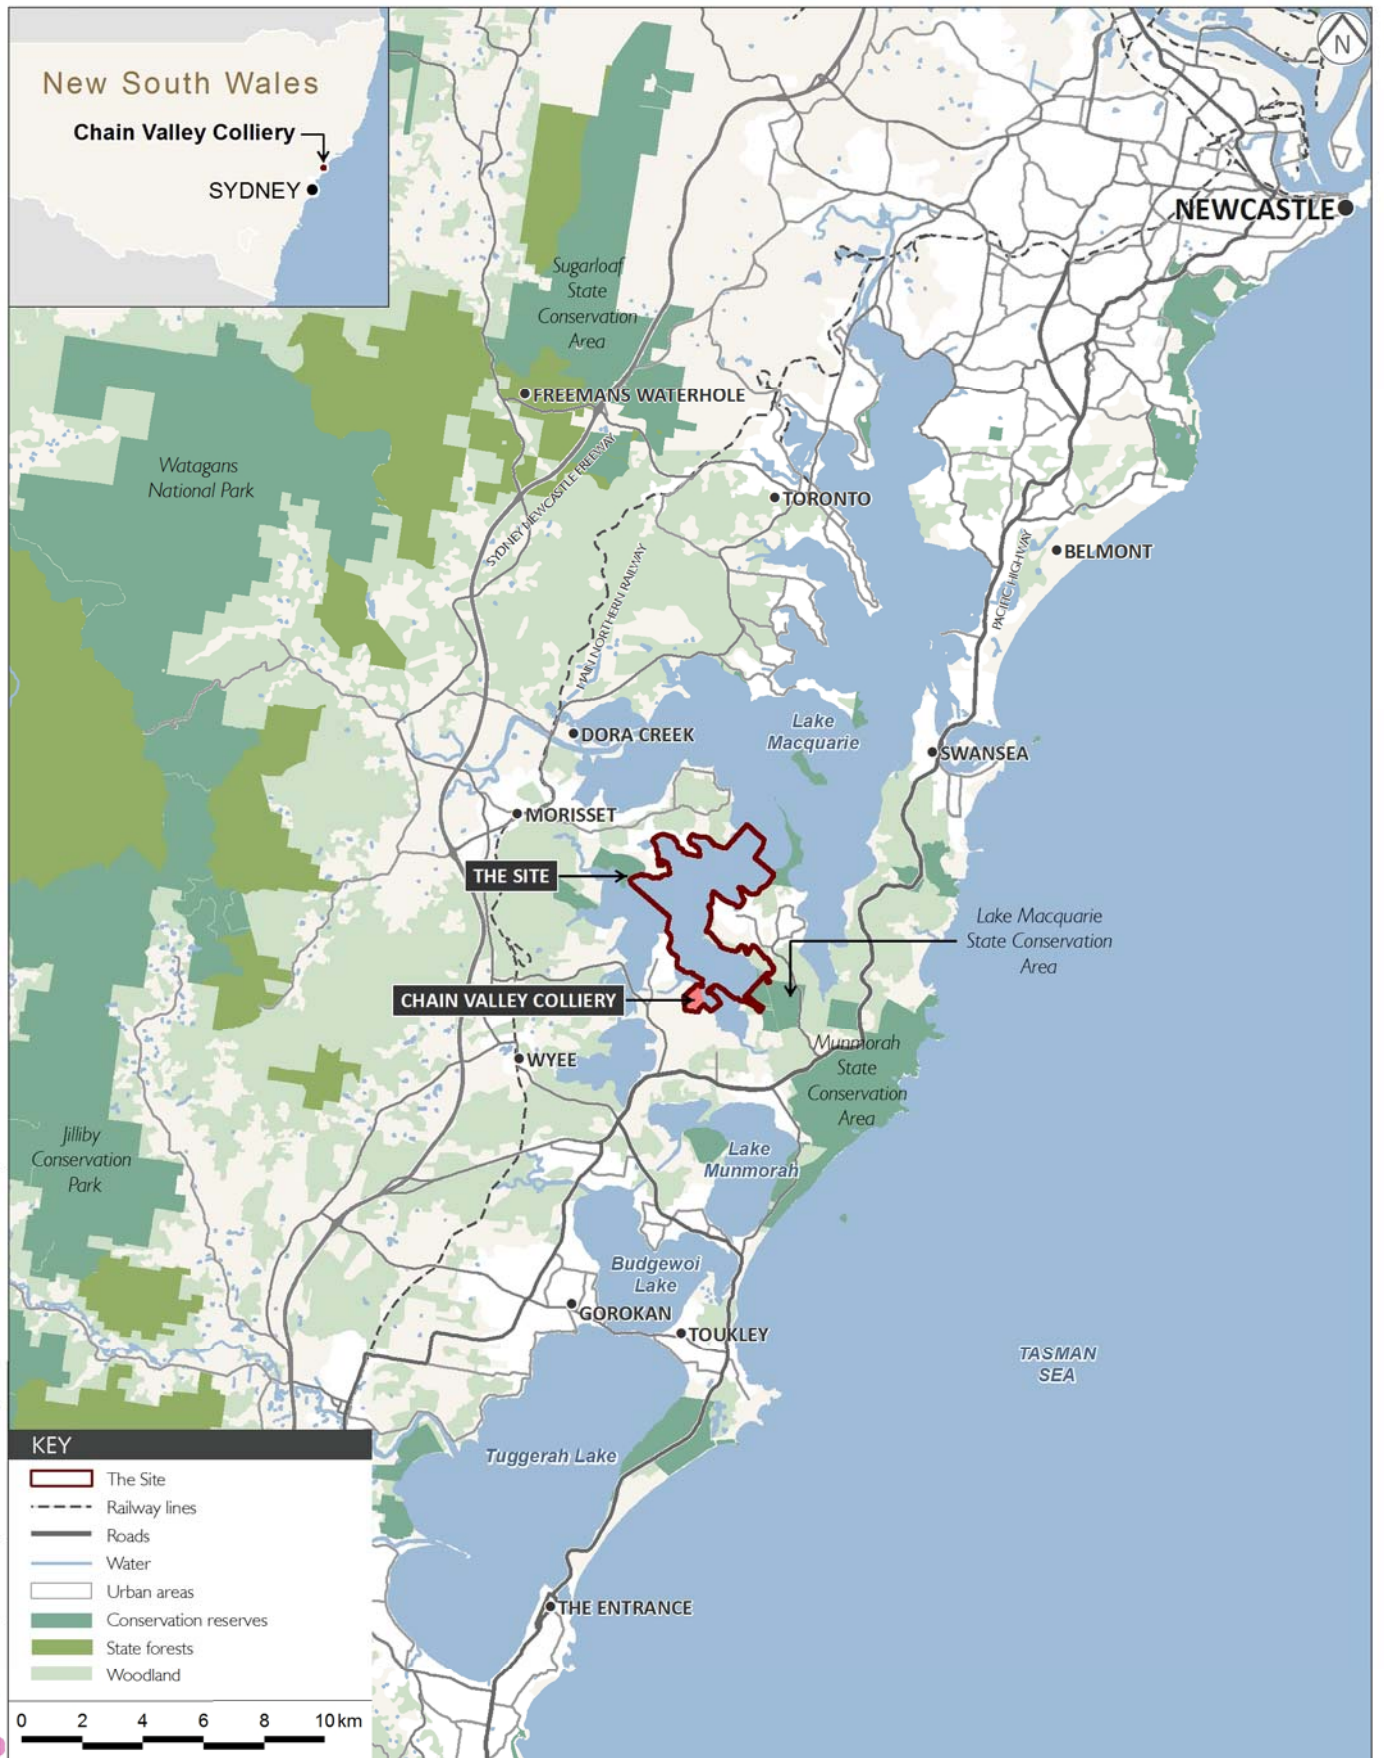 New South Wales
Chain Valley Colliery
SYDNEY
N
NEWCASTLE
Sugarloaf
State
Conservation
Area
FREEMANS WATERHOLE
Watagans
National Park
SYDNEY NEWCASTLE FREEWAY
TORONTO
BELMONT
PACIFIC HIGHWAY
MAIN NORTHERN RAILWAY
Lake
Macquarie
DORA CREEK
SWANSEA
MORISSET
THE SITE
Lake Macquarie
State Conservation
Area
CHAIN VALLEY COLLIERY
Munmorah
State
Conservation
Area
WYEE
Jilliby
Conservation
Park
Lake
Munmorah
Budgewoi
Lake
GOROKAN
TOUKLEY
TASMAN
SEA
Tuggerah Lake
THE ENTRANCE
KEY
The Site
Railway lines
Roads
Water
Urban areas
Conservation reserves
State forests
Woodland
0 2 4 6 8 10 km